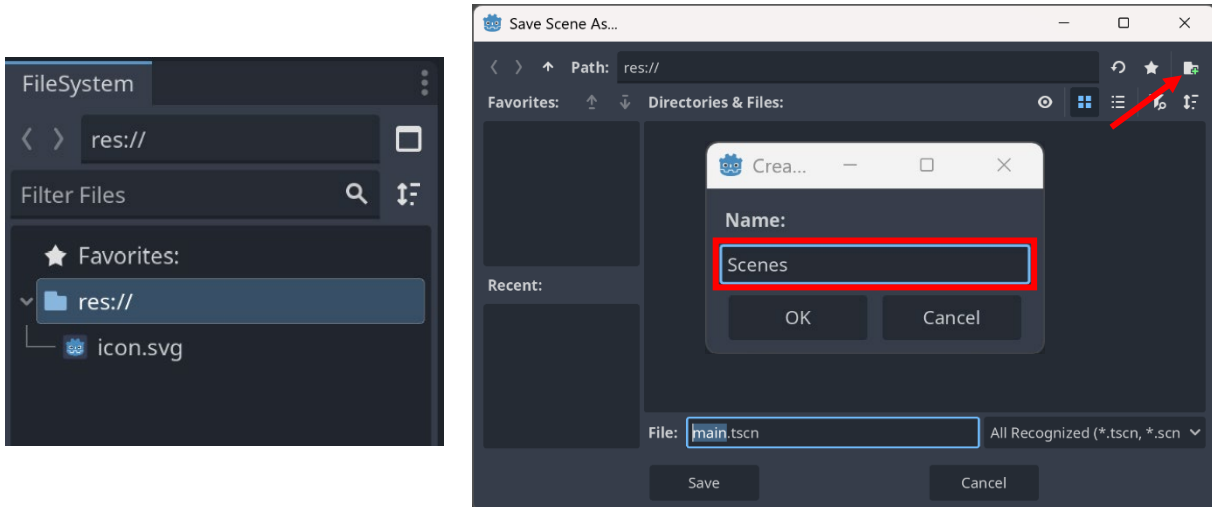 FileSystem
res://
Filter Files
Favorites:
res://
icon.svg
Save Scene As...
Path: res://
Favorites:
Directories & Files:
Crea...
Name:
Scenes
OK Cancel
Recent:
File: main.tscn All Recognized (*.tscn, *.scn
Save Cancel